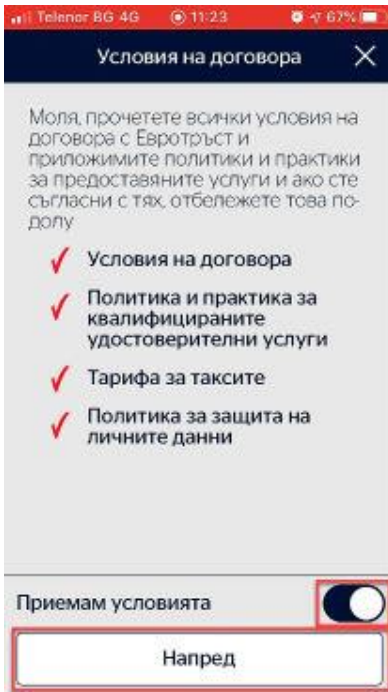 Telenor BG 4G 11:23 67%
Условия на договора
Моля, прочетете всички условия на
договора с Евротръст и
приложимите политики и практики
за предоставяните услуги и ако сте
съгласни с тях, отбележете това по-
долу
Условия на договора
Политика и практика за
квалифицираните
удостоверителни услуги
Тарифа за таксите
Политика за защита на
личните данни
Приемам условията
Напред